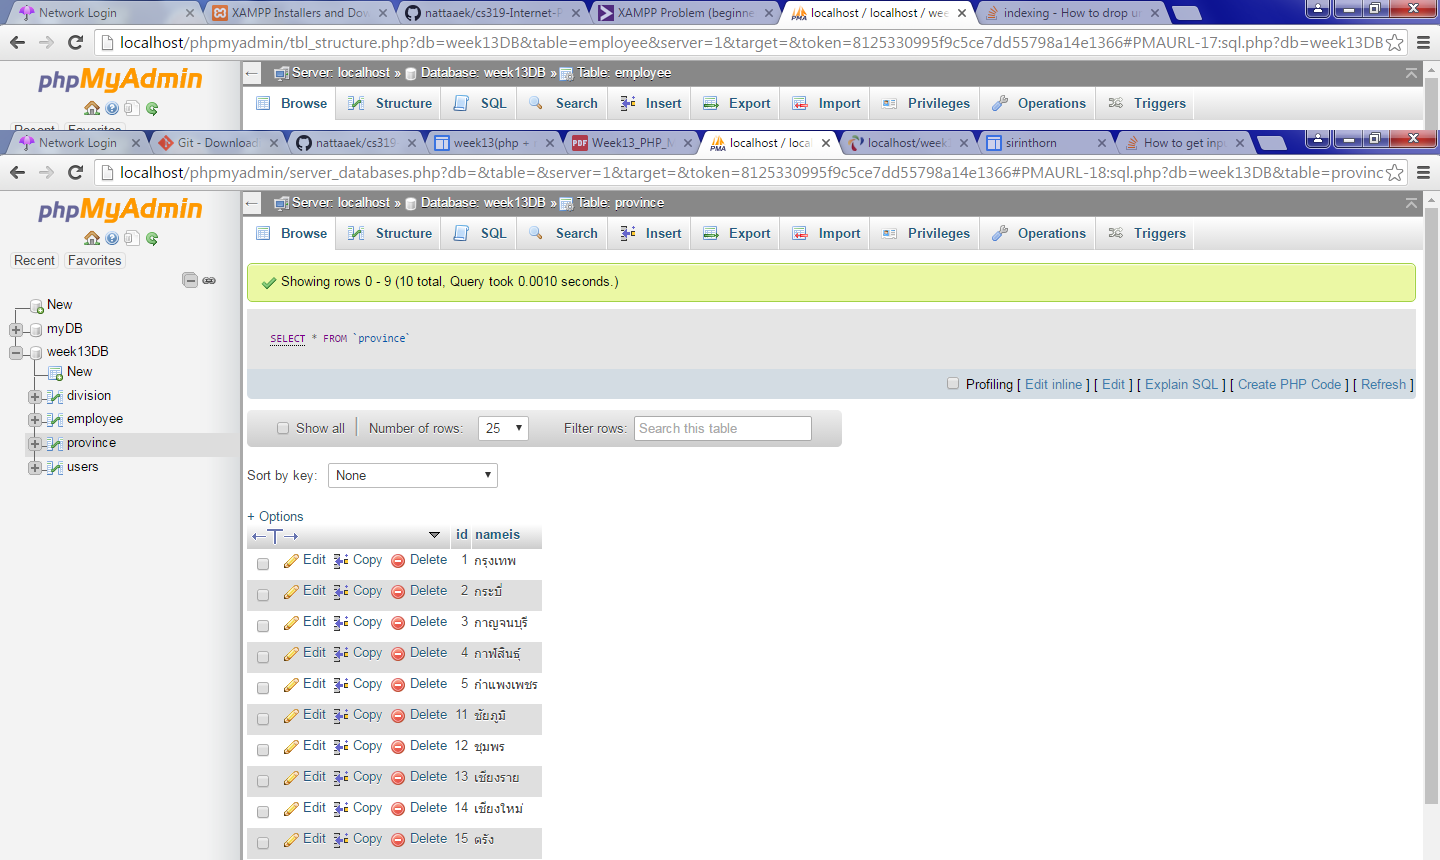 Network Login
XAMPP Installers and Dow
nattaaek/cs319-Internet-P
XAMPP Problem (beginne
localhost / localhost / wee
indexing - How to drop u
localhost/phpmyadmin/tbl_structure.php?db=week13DB&table=employee&server=1&target=&token=8125330995f9c5ce7dd55798a14e1366#PMAURL-17:sql.php?db=week13DB
phpMyAdmin
Server: localhost » Database: week13DB » Table: employee
Browse Structure SQL Search Insert Export Import Privileges Operations Triggers
Recent Favorites
Network Login
Git - Download
nattaaek/cs319
week13(php +
Week13_PHP_M
localhost / loca
localhost/week1
sirinthorn
How to get inpu
localhost/phpmyadmin/server_databases.php?db=&table=&server=1&target=&token=8125330995f9c5ce7dd55798a14e1366#PMAURL-18:sql.php?db=week13DB&table=provinc
phpMyAdmin
Recent Favorites
New
myDB
week13DB
New
division
employee
province
users
Server: localhost » Database: week13DB » Table: province
Browse Structure SQL Search Insert Export Import Privileges Operations Triggers
Showing rows 0 - 9 (10 total, Query took 0.0010 seconds.)
SELECT * FROM `province`
Profiling [ Edit inline ] [ Edit ] [ Explain SQL ] [ Create PHP Code ] [ Refresh ]
Show all Number of rows: 25 Filter rows: Search this table
Sort by key: None
+ Options
id nameis
Edit Copy Delete 1 กรุงเทพ
Edit Copy Delete 2 กระบี่
Edit Copy Delete 3 กาญจนบุรี
Edit Copy Delete 4 กาฬสินธุ์
Edit Copy Delete 5 กำแพงเพชร
Edit Copy Delete 11 ชัยภูมิ
Edit Copy Delete 12 ชุมพร
Edit Copy Delete 13 เชียงราย
Edit Copy Delete 14 เชียงใหม่
Edit Copy Delete 15 ตรัง